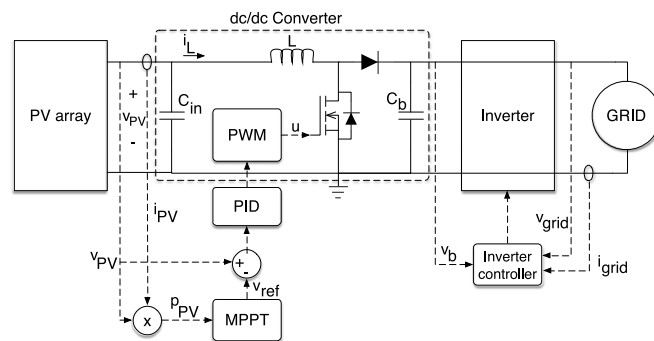 dc/dc Converter
PV array
+
v_PV
-
i_L
L
C_in
PWM
u
C_b
Inverter
GRID
PID
i_PV
v_PV
+
-
v_ref
p_PV
x
MPPT
v_b
Inverter
controller
v_grid
i_grid